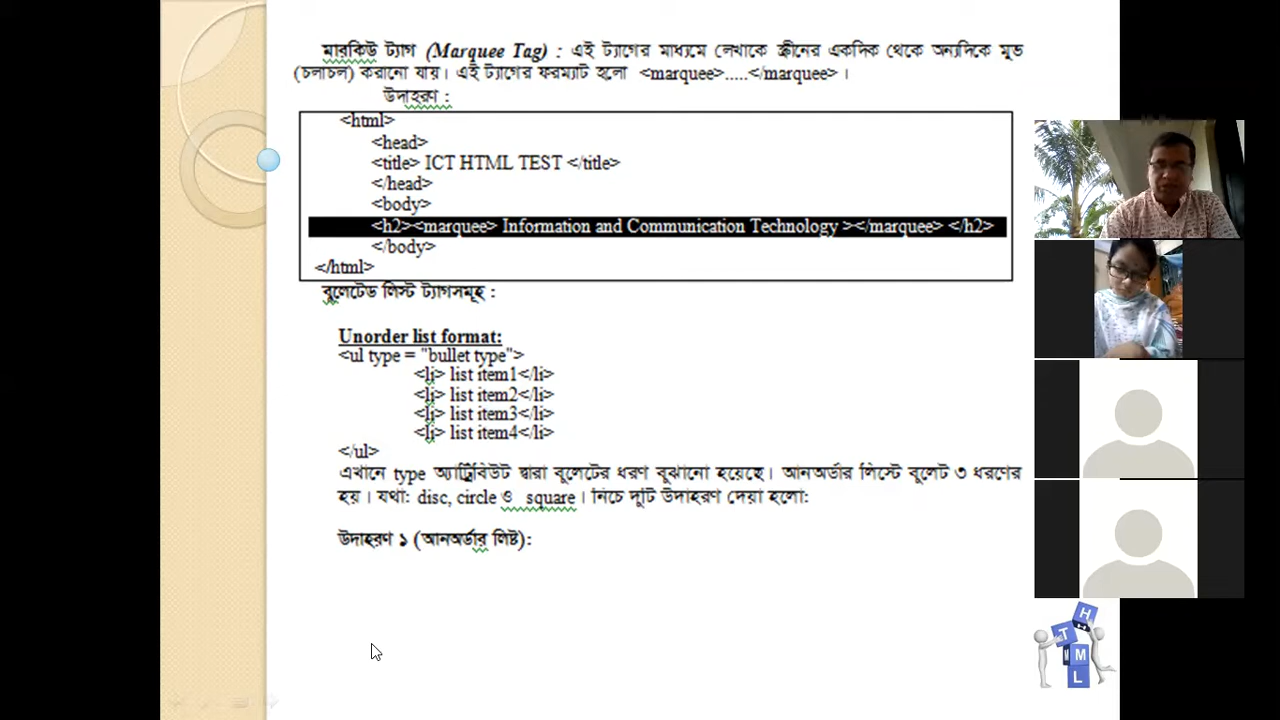 মারকিউ ট্যাগ (Marquee Tag) : এই ট্যাগের মাধ্যমে লেখাকে স্ক্রীনের একদিক থেকে অন্যদিকে মুভ
(চলাচল) করানো যায়। এই ট্যাগের ফরম্যাট হলো <marquee>.....</marquee> ।
উদাহরণ :
<html>
<head>
<title> ICT HTML TEST </title>
</head>
<body>
<h2><marquee> Information and Communication Technology ></marquee> </h2>
</body>
</html>
বুলেটেড লিস্ট ট্যাগসমূহ :
Unorder list format:
<ul type = "bullet type">
<li> list item1</li>
<li> list item2</li>
<li> list item3</li>
<li> list item4</li>
</ul>
এখানে type অ্যাট্রিবিউট দ্বারা বুলেটের ধরণ বুঝানো হয়েছে। আনঅর্ডার লিস্টে বুলেট ৩ ধরণের
হয়। যথা: disc, circle ও square। নিচে দুটি উদাহরণ দেয়া হলো:
উদাহরণ ১ (আনঅর্ডার লিষ্ট):
H
T
M
L